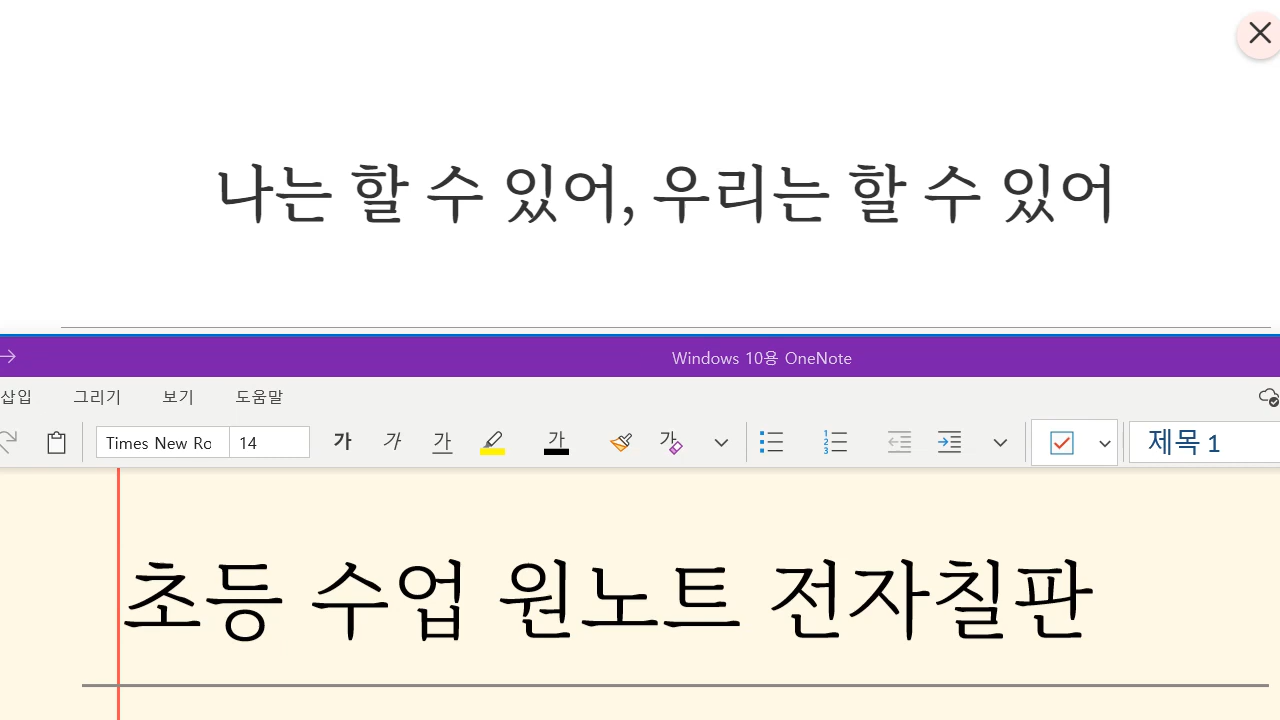 나는 할 수 있어, 우리는 할 수 있어
Windows 10용 OneNote
삽입 그리기 보기 도움말
Times New Ro 14 가 가 가 가 가 제목 1
초등 수업 원노트 전자칠판